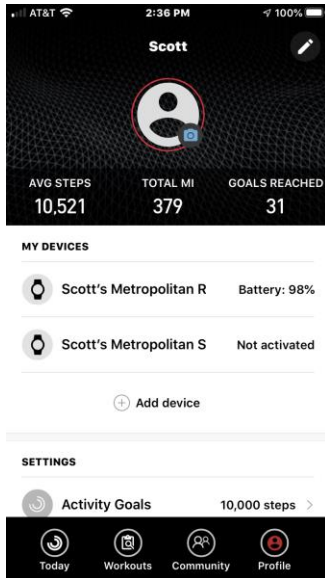 AT&T 2:36 PM 100%
Scott
AVG STEPS TOTAL MI GOALS REACHED
10,521 379 31
MY DEVICES
Scott's Metropolitan R Battery: 98%
Scott's Metropolitan S Not activated
Add device
SETTINGS
Activity Goals 10,000 steps
Today Workouts Community Profile